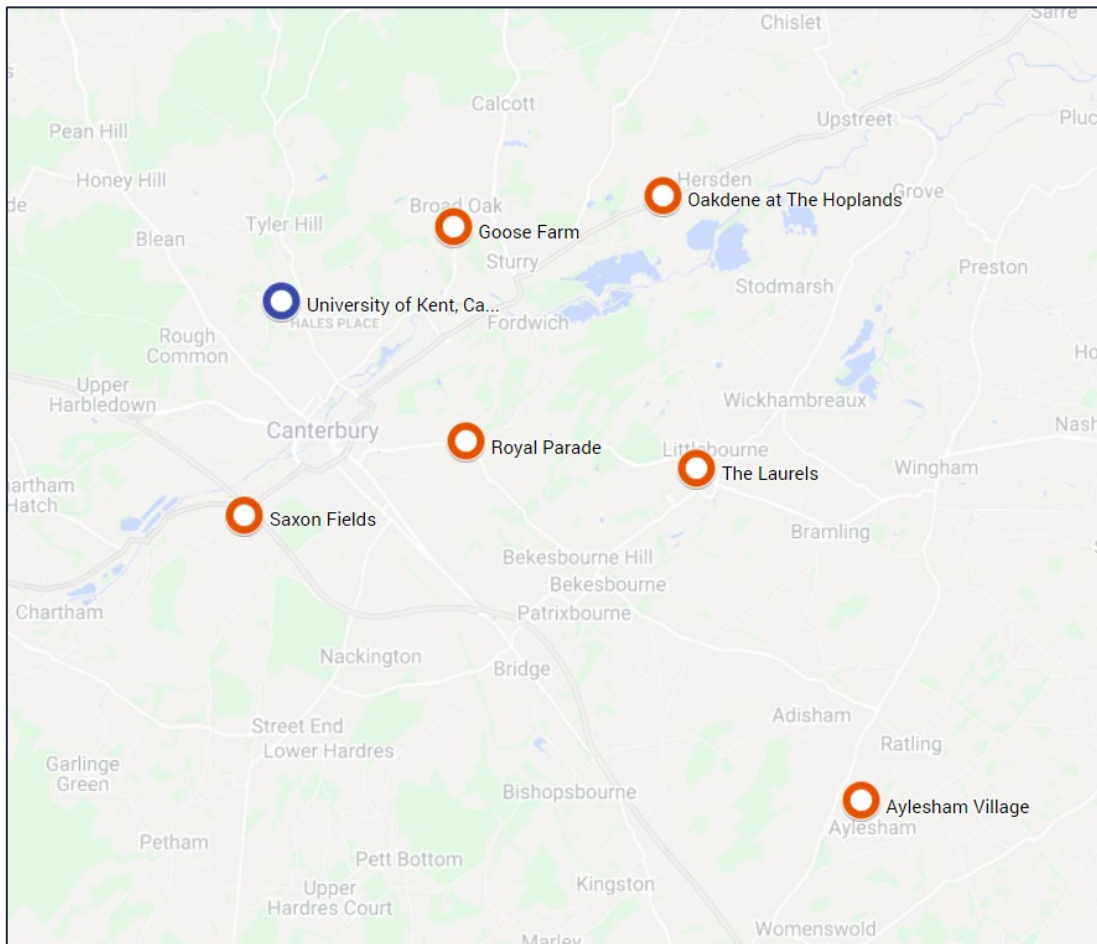 Chislet
Sarre
Calcott
Upstreet
Pean Hill
Honey Hill
Hersden
Grove
Oakdene at The Hoplands
Broad Oak
Goose Farm
Tyler Hill
Blean
Sturry
Preston
Stodmarsh
University of Kent, Ca...
HALES PLACE
Fordwich
Rough
Common
Upper
Harbledown
Wickhambreaux
Canterbury
Royal Parade
Littlebourne
Wingham
The Laurels
Saxon Fields
Bramling
Bekesbourne Hill
Bekesbourne
Patrixbourne
Chartham
Nackington
Bridge
Street End
Lower Hardres
Adisham
Ratling
Garlinge
Green
Bishopsbourne
Aylesham Village
Aylesham
Petham
Pett Bottom
Kingston
Upper
Hardres Court
Womenswold
Marley